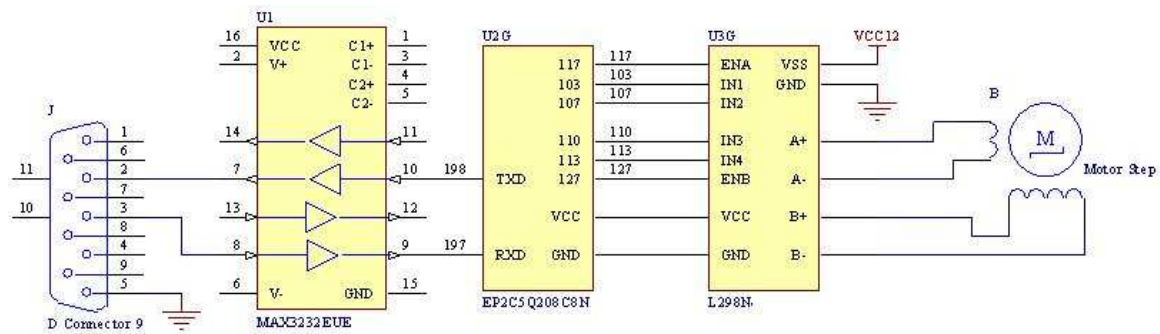 U1
U2G
U3G
VCC12
16
VCC
C1+
1
2
V+
C1-
3
C2+
4
C2-
5
117
117
ENA
VSS
103
103
IN1
GND
107
107
IN2
J
B
1
6
14
11
110
110
IN3
A+
M
11
2
7
10
198
TXD
113
113
IN4
127
127
ENB
A-
Motor Step
7
10
3
13
12
VCC
VCC
B+
8
4
8
9
197
RXD
GND
GND
B-
9
5
6
V-
GND
15
D Connector 9
MAX3232EUE
EP2C5Q208C8N
L298N